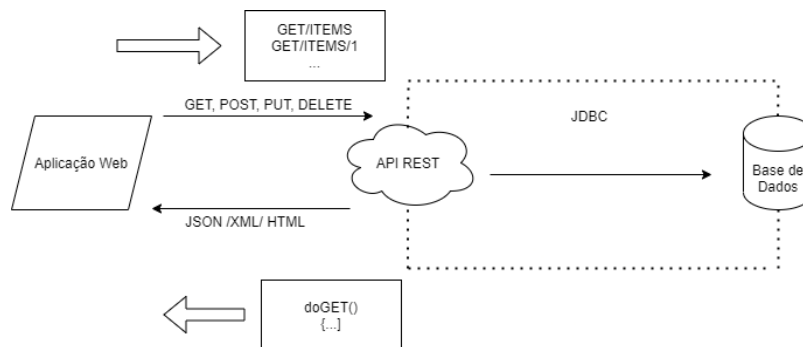 GET/ITEMS
GET/ITEMS/1
...
GET, POST, PUT, DELETE
JDBC
Aplicação Web
API REST
Base de
Dados
JSON /XML/ HTML
doGET()
{...]